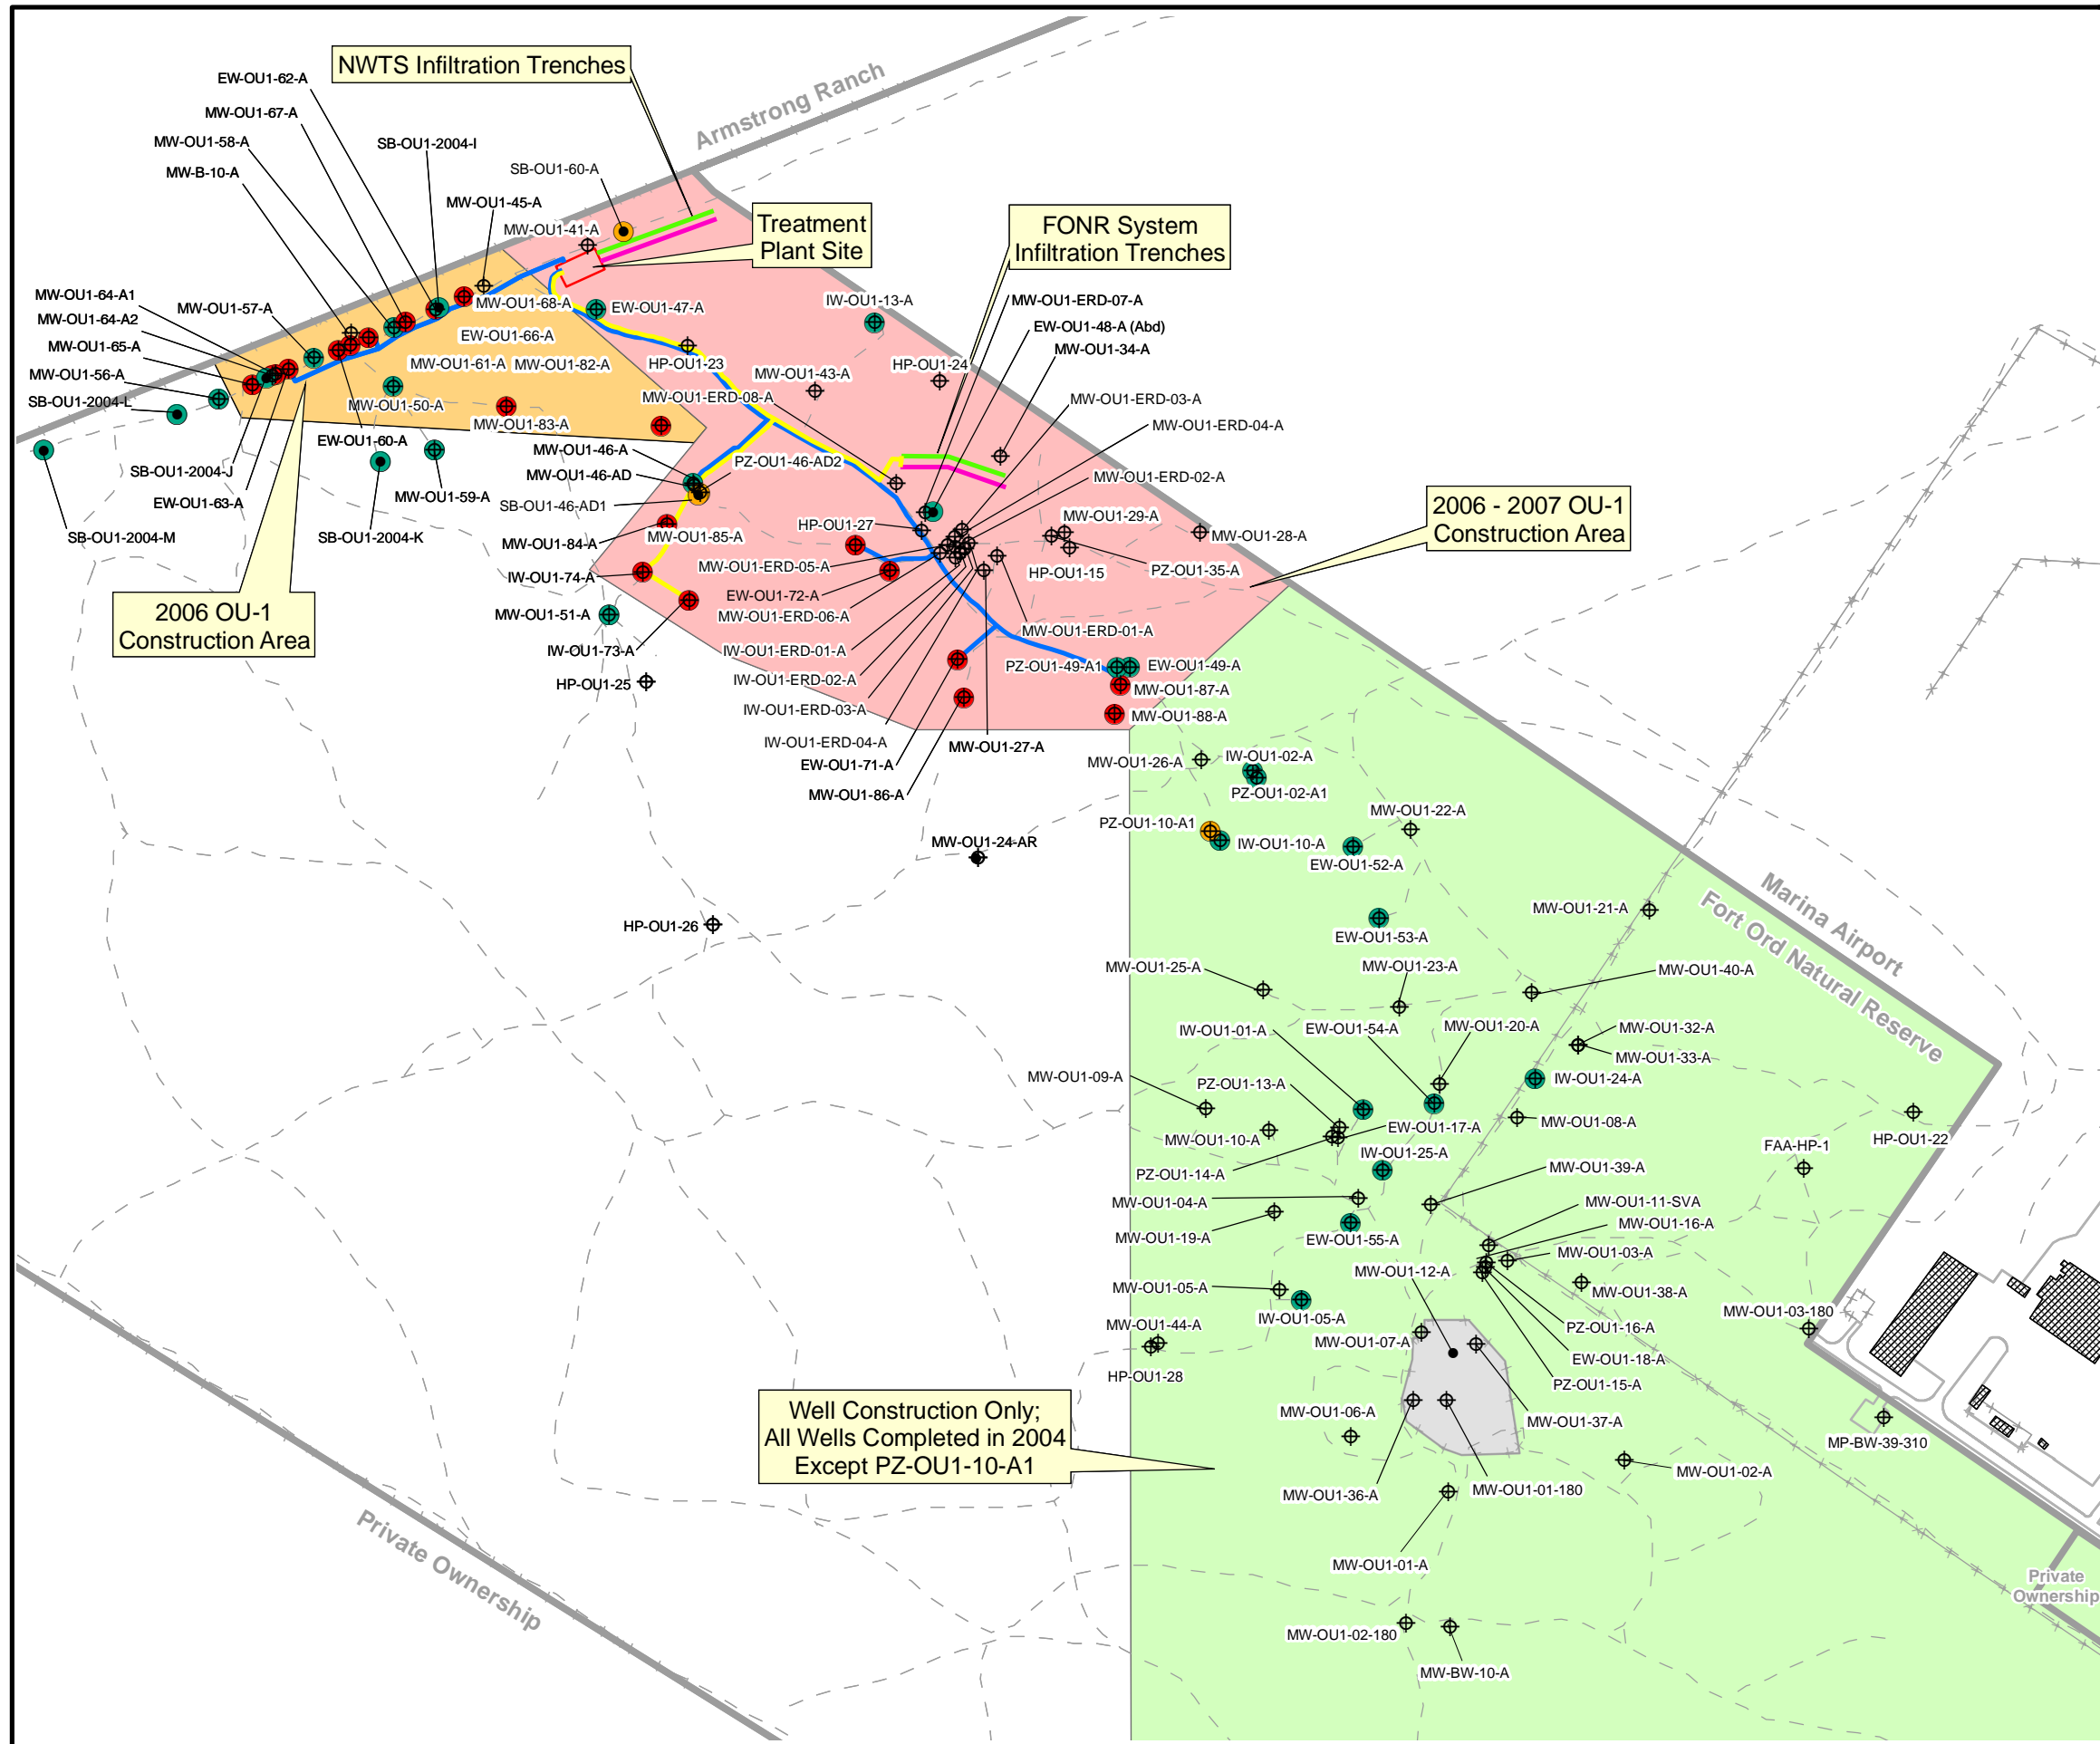 NWTS Infiltration Trenches
EW-OU1-62-A
MW-OU1-67-A
MW-OU1-58-A
MW-B-10-A
SB-OU1-2004-I
SB-OU1-60-A
MW-OU1-45-A
MW-OU1-41-A
Armstrong Ranch
Treatment
Plant Site
FONR System
Infiltration Trenches
MW-OU1-64-A1
MW-OU1-64-A2
MW-OU1-65-A
MW-OU1-56-A
SB-OU1-2004-L
MW-OU1-57-A
MW-OU1-68-A
EW-OU1-66-A
MW-OU1-61-A
MW-OU1-82-A
MW-OU1-50-A
MW-OU1-83-A
EW-OU1-47-A
HP-OU1-23
IW-OU1-13-A
MW-OU1-ERD-07-A
EW-OU1-48-A (Abd)
MW-OU1-34-A
MW-OU1-43-A
HP-OU1-24
MW-OU1-ERD-08-A
MW-OU1-ERD-03-A
MW-OU1-ERD-04-A
MW-OU1-ERD-02-A
EW-OU1-60-A
SB-OU1-2004-J
EW-OU1-63-A
MW-OU1-59-A
SB-OU1-2004-K
SB-OU1-2004-M
MW-OU1-46-A
MW-OU1-46-AD
PZ-OU1-46-AD2
SB-OU1-46-AD1
MW-OU1-84-A
MW-OU1-85-A
HP-OU1-27
MW-OU1-29-A
MW-OU1-28-A
HP-OU1-15
PZ-OU1-35-A
2006 - 2007 OU-1
Construction Area
2006 OU-1
Construction Area
IW-OU1-74-A
MW-OU1-51-A
IW-OU1-73-A
HP-OU1-25
MW-OU1-ERD-05-A
EW-OU1-72-A
MW-OU1-ERD-06-A
MW-OU1-ERD-01-A
IW-OU1-ERD-01-A
IW-OU1-ERD-02-A
IW-OU1-ERD-03-A
IW-OU1-ERD-04-A
EW-OU1-71-A
MW-OU1-86-A
MW-OU1-27-A
PZ-OU1-49-A1
EW-OU1-49-A
MW-OU1-87-A
MW-OU1-88-A
MW-OU1-26-A
IW-OU1-02-A
PZ-OU1-02-A1
PZ-OU1-10-A1
IW-OU1-10-A
MW-OU1-22-A
EW-OU1-52-A
MW-OU1-24-AR
HP-OU1-26
EW-OU1-53-A
MW-OU1-21-A
Marina Airport
Fort Ord Natural Reserve
MW-OU1-25-A
MW-OU1-23-A
MW-OU1-40-A
IW-OU1-01-A
EW-OU1-54-A
MW-OU1-20-A
MW-OU1-32-A
MW-OU1-33-A
MW-OU1-09-A
PZ-OU1-13-A
IW-OU1-24-A
MW-OU1-10-A
EW-OU1-17-A
MW-OU1-08-A
HP-OU1-22
FAA-HP-1
PZ-OU1-14-A
IW-OU1-25-A
MW-OU1-39-A
MW-OU1-04-A
MW-OU1-11-SVA
MW-OU1-16-A
MW-OU1-19-A
EW-OU1-55-A
MW-OU1-03-A
MW-OU1-12-A
MW-OU1-05-A
MW-OU1-38-A
MW-OU1-03-180
IW-OU1-05-A
MW-OU1-44-A
MW-OU1-07-A
PZ-OU1-16-A
EW-OU1-18-A
PZ-OU1-15-A
HP-OU1-28
MW-OU1-06-A
MW-OU1-37-A
MP-BW-39-310
Well Construction Only;
All Wells Completed in 2004
Except PZ-OU1-10-A1
MW-OU1-36-A
MW-OU1-01-180
MW-OU1-02-A
MW-OU1-01-A
Private Ownership
Private
Ownership
MW-OU1-02-180
MW-BW-10-A